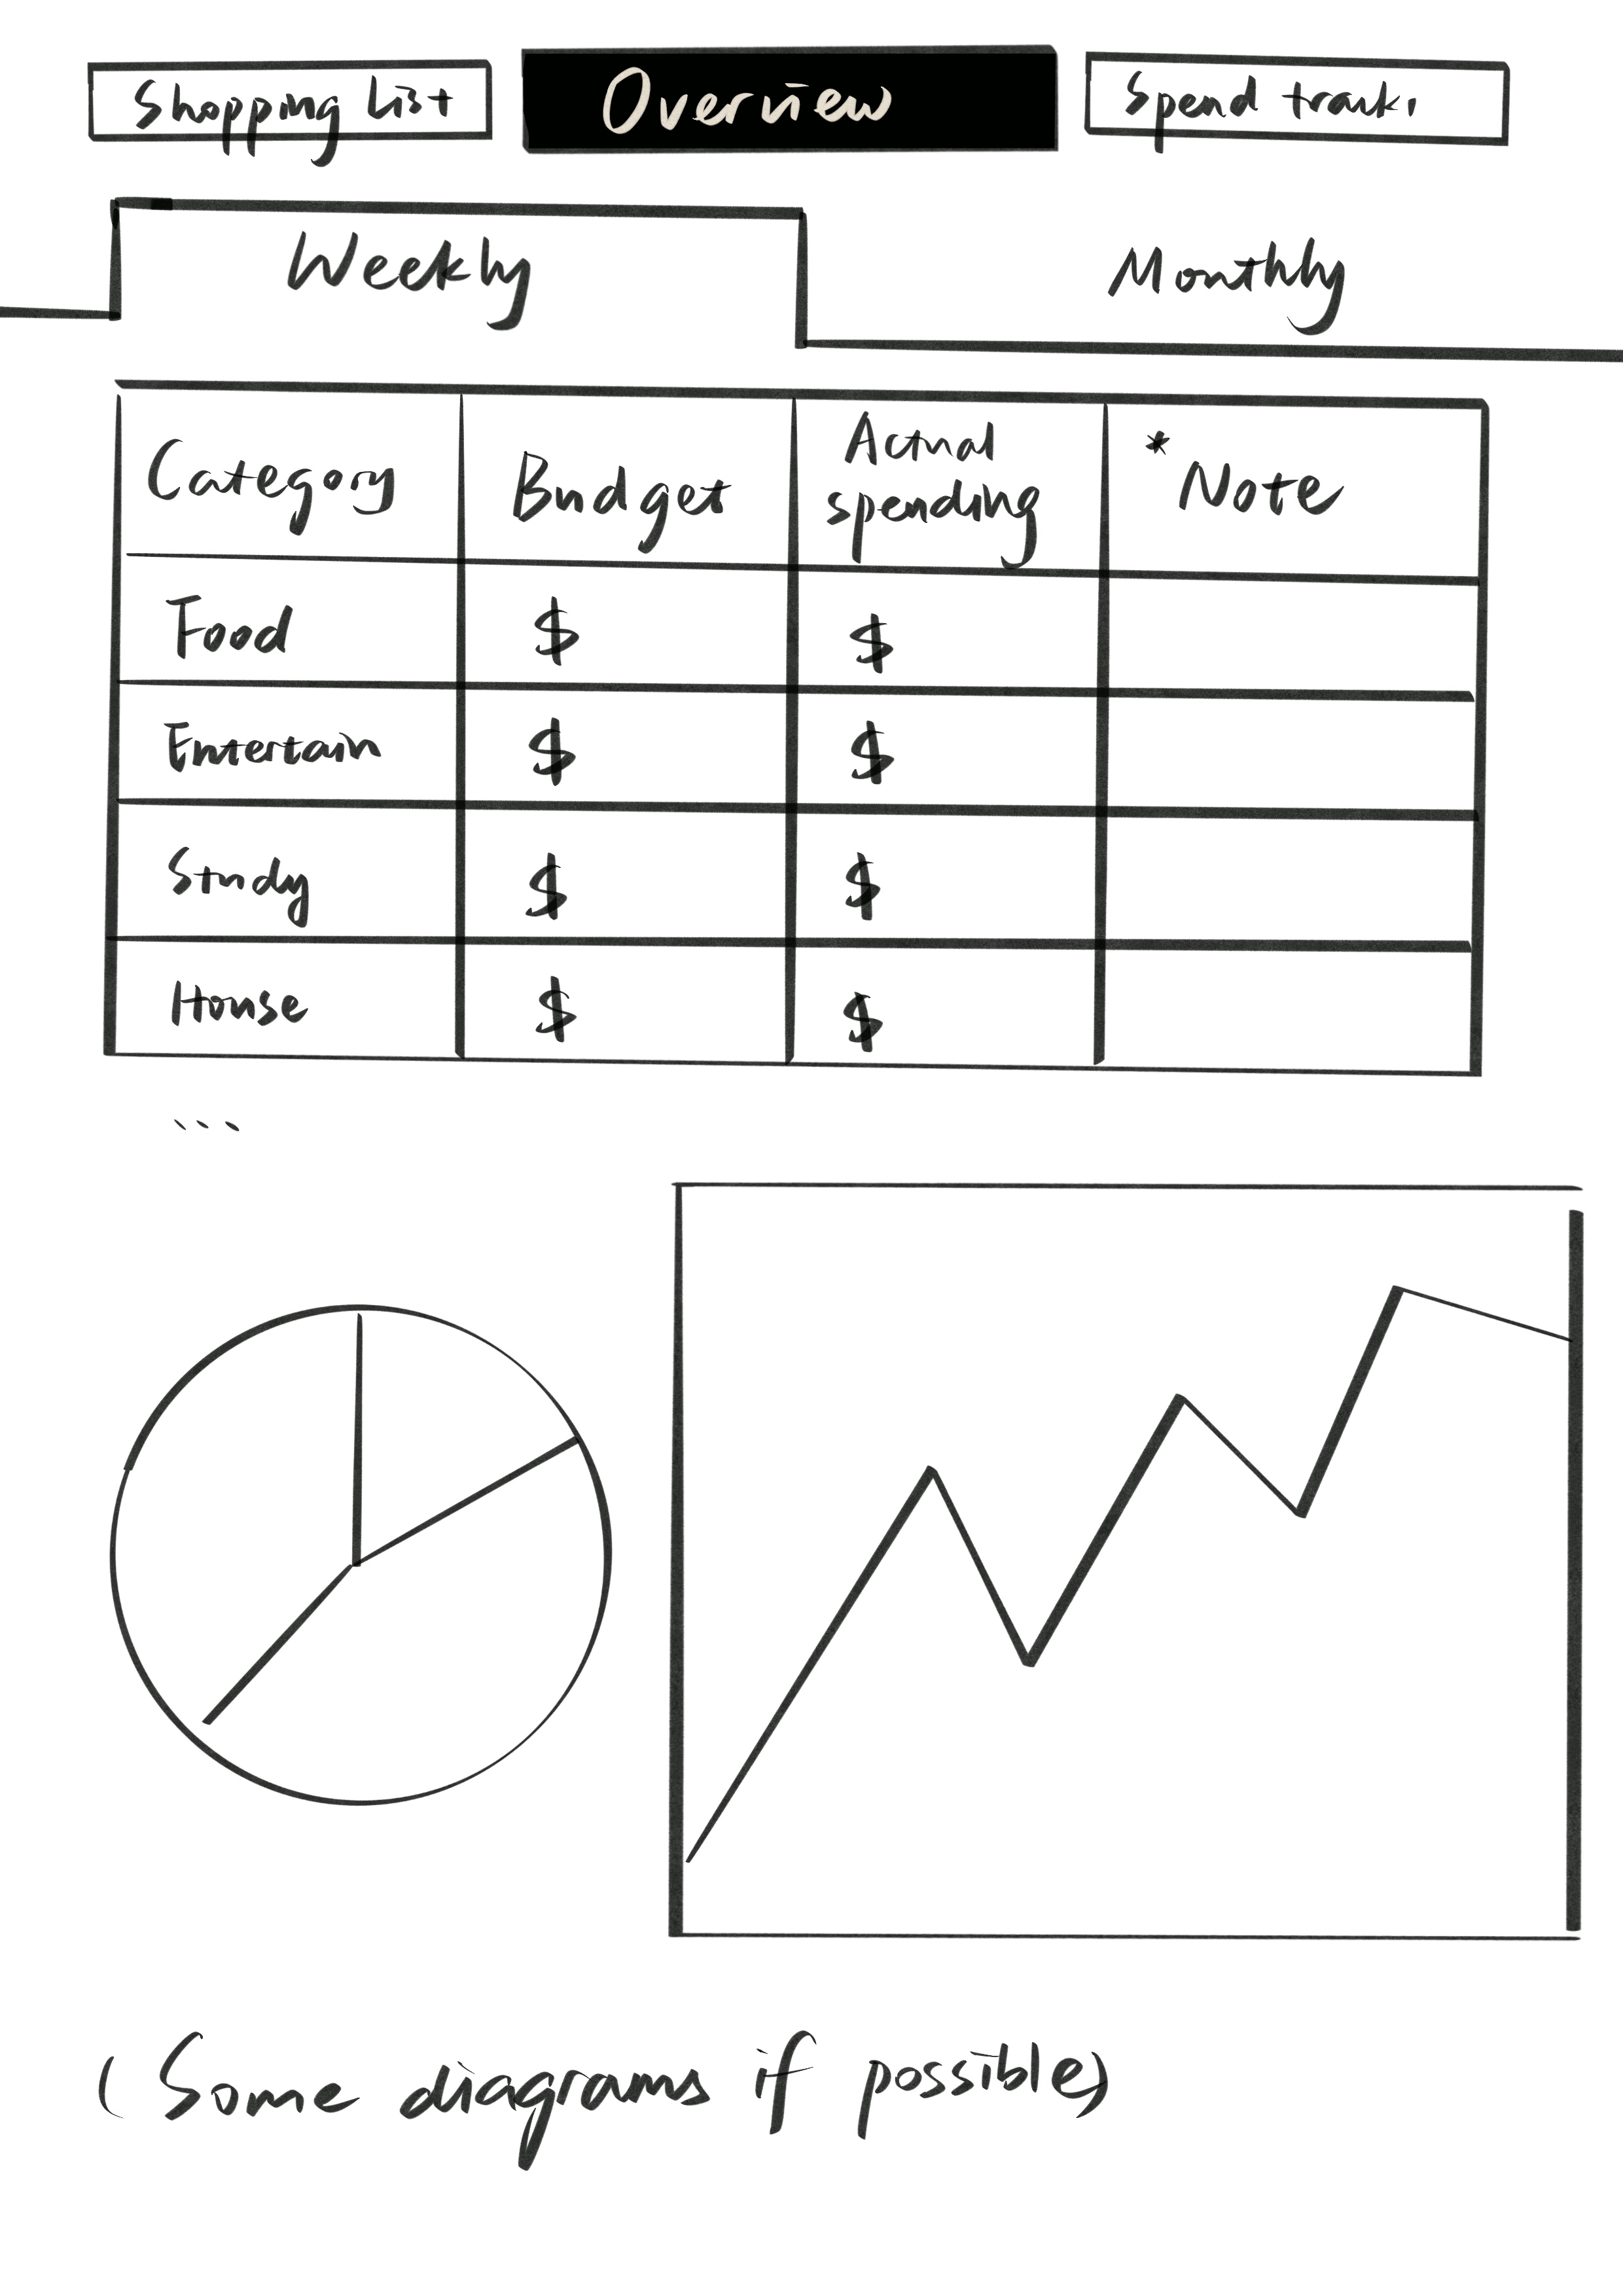 Shopping List Overview Spend track.
Weekly Monthly
Category Budget Actual spending * Note
Food $ $
Entertain $ $
Study $ $
House $ $
...
(Some diagrams if possible)